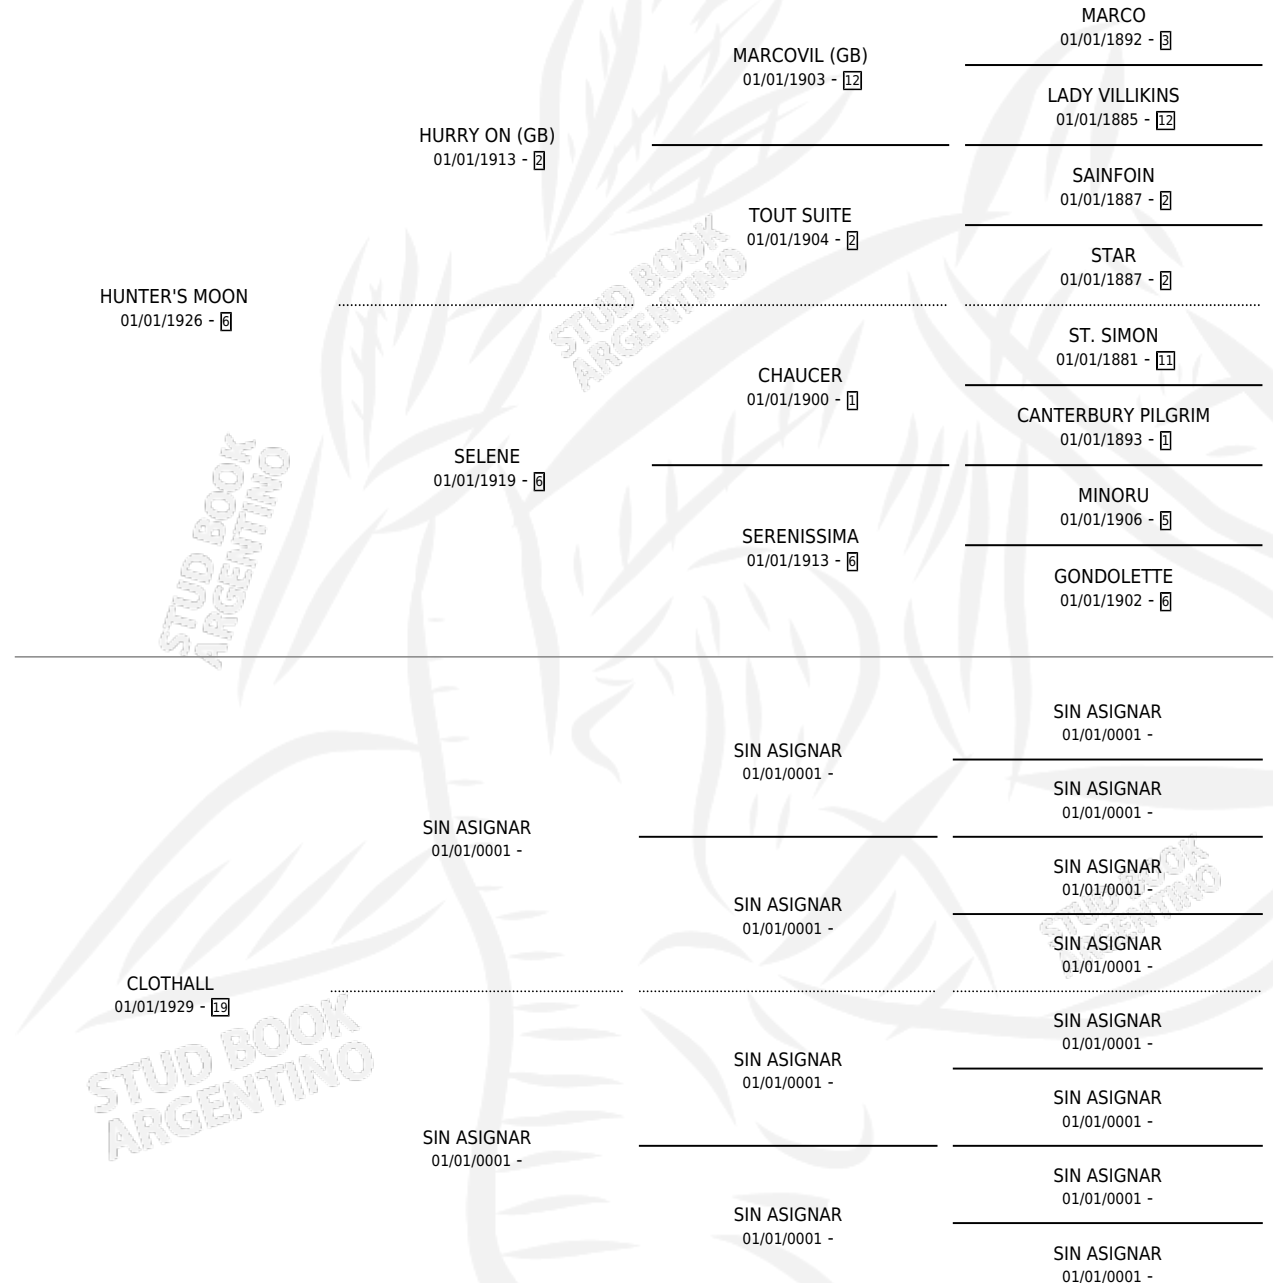 MARCO
01/01/1892 - 3
MARCOVIL (GB)
01/01/1903 - 12
LADY VILLIKINS
01/01/1885 - 12
HURRY ON (GB)
01/01/1913 - 2
SAINFOIN
01/01/1887 - 2
TOUT SUITE
01/01/1904 - 2
STAR
01/01/1887 - 2
HUNTER'S MOON
01/01/1926 - 6
STUD BOOK
ARGENTINO
ST. SIMON
01/01/1881 - 11
CHAUCER
01/01/1900 - 1
CANTERBURY PILGRIM
01/01/1893 - 1
SELENE
01/01/1919 - 6
MINORU
01/01/1906 - 5
SERENISSIMA
01/01/1913 - 6
GONDOLETTE
01/01/1902 - 6
STUD BOOK
ARGENTINO
SIN ASIGNAR
01/01/0001 -
SIN ASIGNAR
01/01/0001 -
SIN ASIGNAR
01/01/0001 -
SIN ASIGNAR
01/01/0001 -
SIN ASIGNAR
01/01/0001 -
SIN ASIGNAR
01/01/0001 -
SIN ASIGNAR
01/01/0001 -
STUD BOOK
ARGENTINO
CLOTHALL
01/01/1929 - 19
SIN ASIGNAR
01/01/0001 -
SIN ASIGNAR
01/01/0001 -
SIN ASIGNAR
01/01/0001 -
SIN ASIGNAR
01/01/0001 -
SIN ASIGNAR
01/01/0001 -
SIN ASIGNAR
01/01/0001 -
SIN ASIGNAR
01/01/0001 -
STUD BOOK
ARGENTINO